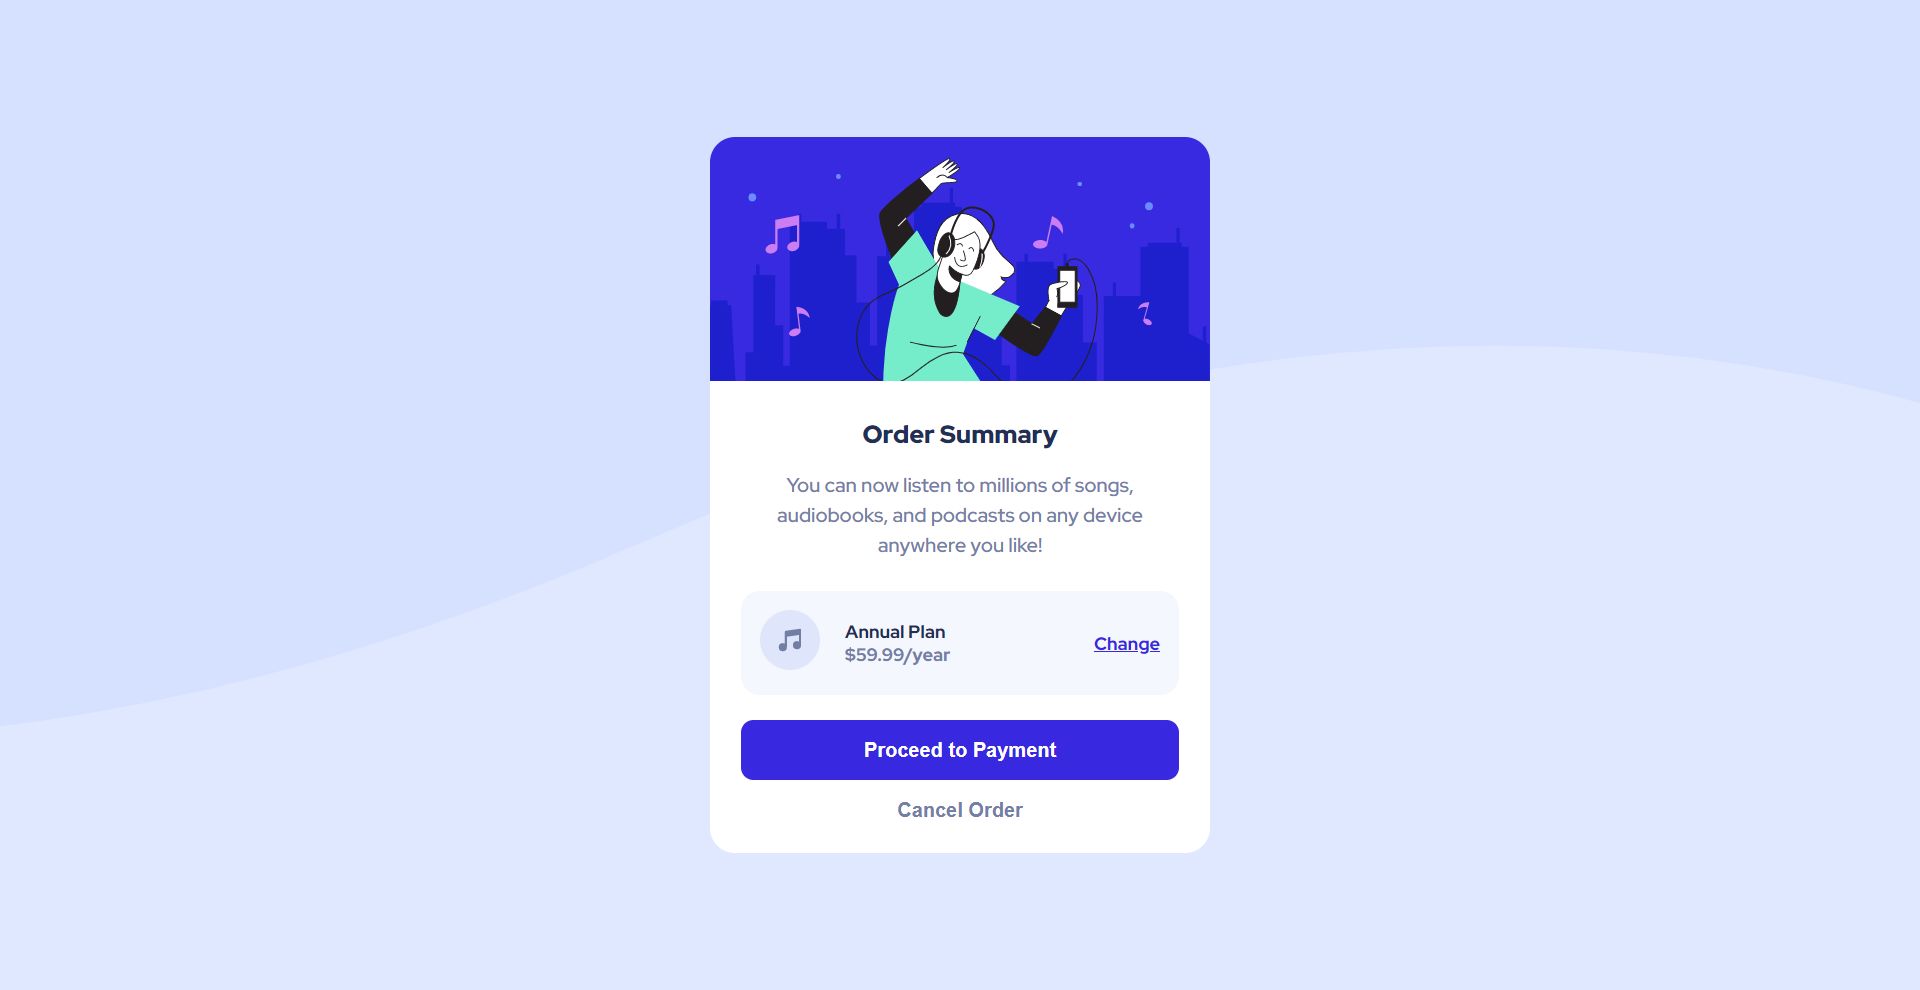 Order Summary
You can now listen to millions of songs,
audiobooks, and podcasts on any device
anywhere you like!
Annual Plan
$59.99/year
Change
Proceed to Payment
Cancel Order